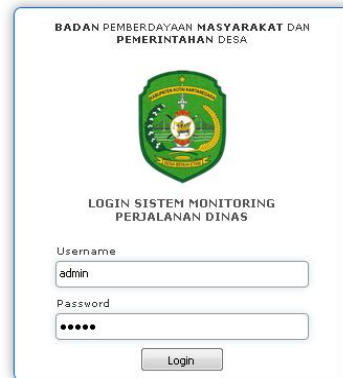 BADAN PEMBERDAYAAN MASYARAKAT DAN
PEMERINTAHAN DESA
LOGIN SISTEM MONITORING
PERJALANAN DINAS
Username
admin
Password
•••••
Login